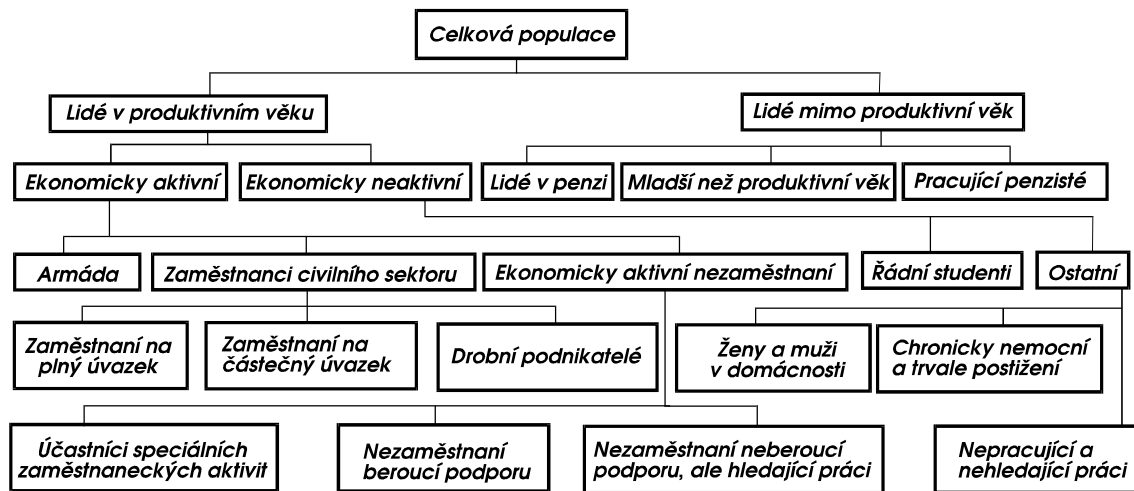 Celková populace
Lidé v produktivním věku
Lidé mimo produktivní věk
Ekonomicky aktivní
Ekonomicky neaktivní
Lidé v penzi
Mladší než produktivní věk
Pracující penzisté
Armáda
Zaměstnanci civilního sektoru
Ekonomicky aktivní nezaměstnaní
Řádní studenti
Ostatní
Zaměstnaní na
plný úvazek
Zaměstnaní na
částečný úvazek
Drobní podnikatelé
Ženy a muži
v domácnosti
Chronicky nemocní
a trvale postižení
Účastníci speciálních
zaměstnaneckých aktivit
Nezaměstnaní
beroucí podporu
Nezaměstnaní neberoucí
podporu, ale hledající práci
Nepracující a
nehledající práci